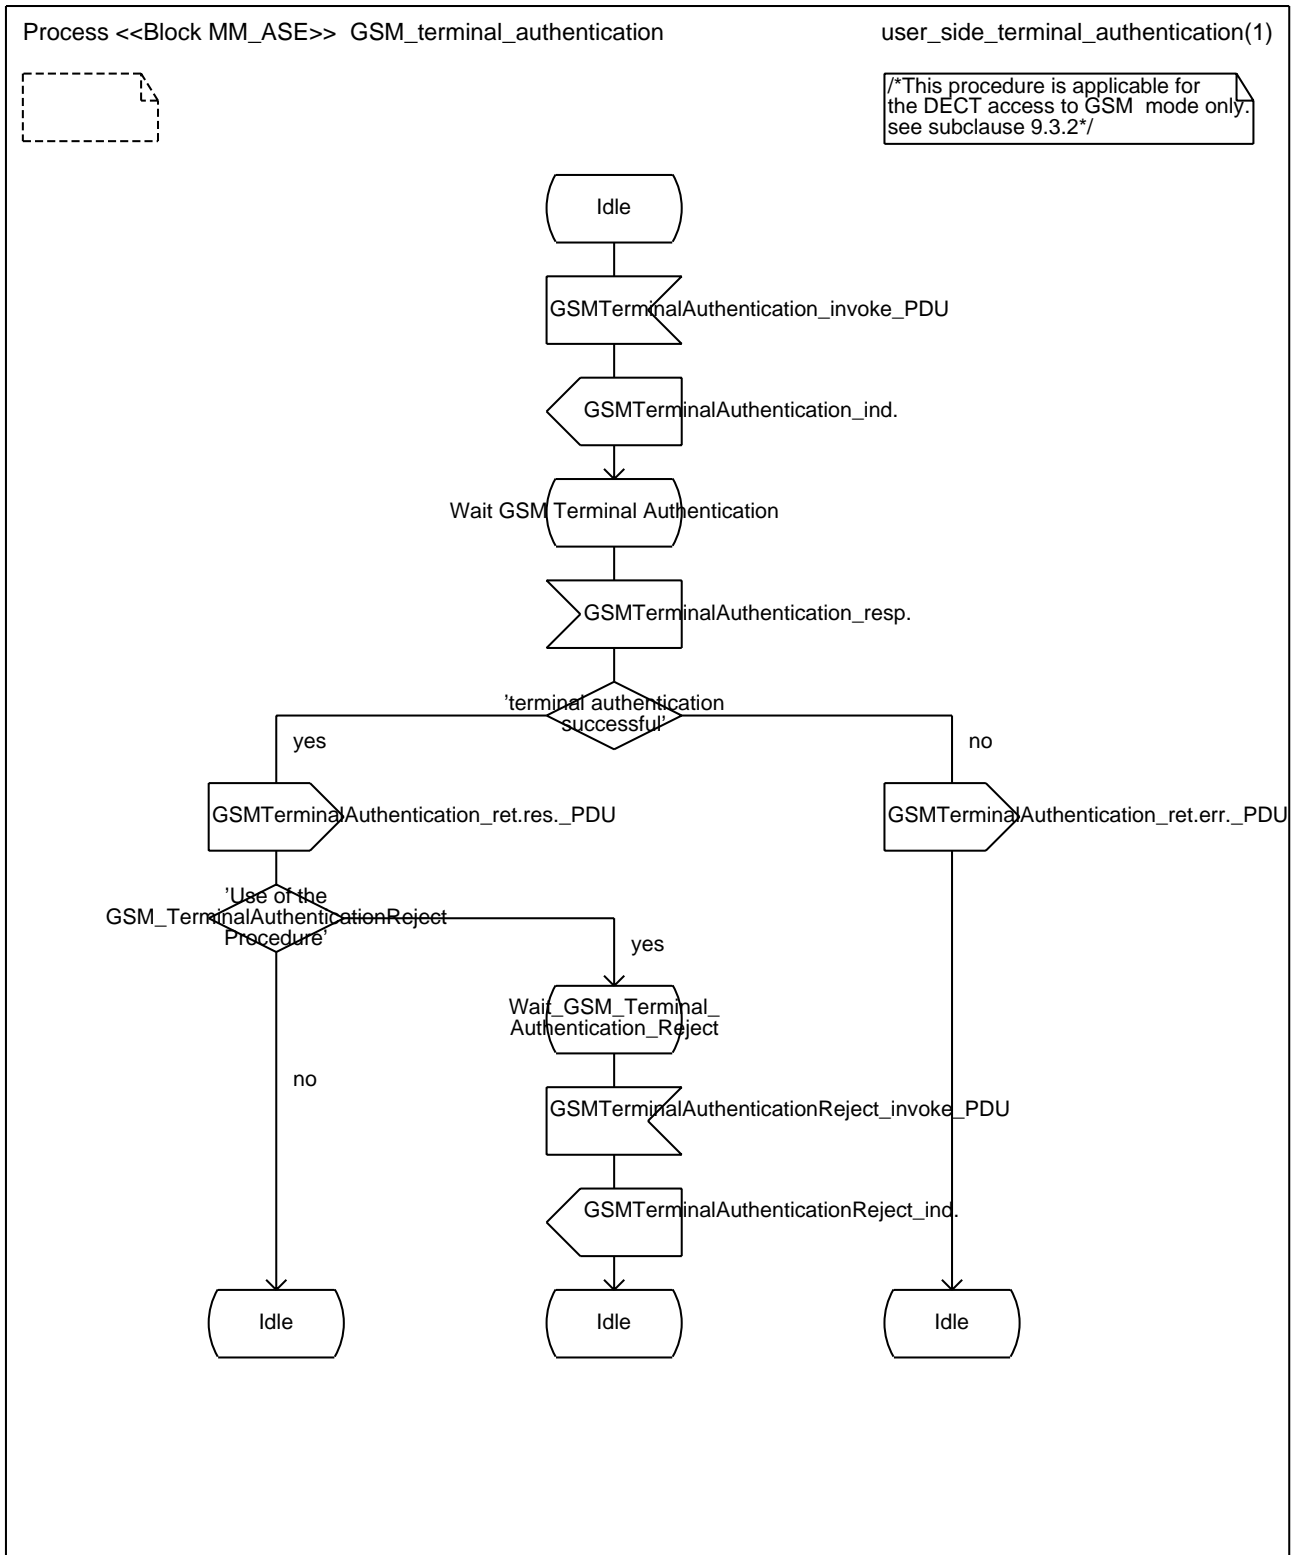 Process <<Block MM_ASE>>  GSM_terminal_authentication
user_side_terminal_authentication(1)
/*This procedure is applicable for
the DECT access to GSM  mode only.
see subclause 9.3.2*/
Idle
GSMTerminalAuthentication_invoke_PDU
GSMTerminalAuthentication_ind.
Wait GSM Terminal Authentication
GSMTerminalAuthentication_resp.
’terminal authentication
successful’
yes
no
GSMTerminalAuthentication_ret.res._PDU
GSMTerminalAuthentication_ret.err._PDU
’Use of the
GSM_TerminalAuthenticationReject
Procedure’
yes
Wait_GSM_Terminal_
Authentication_Reject
no
GSMTerminalAuthenticationReject_invoke_PDU
GSMTerminalAuthenticationReject_ind.
Idle
Idle
Idle